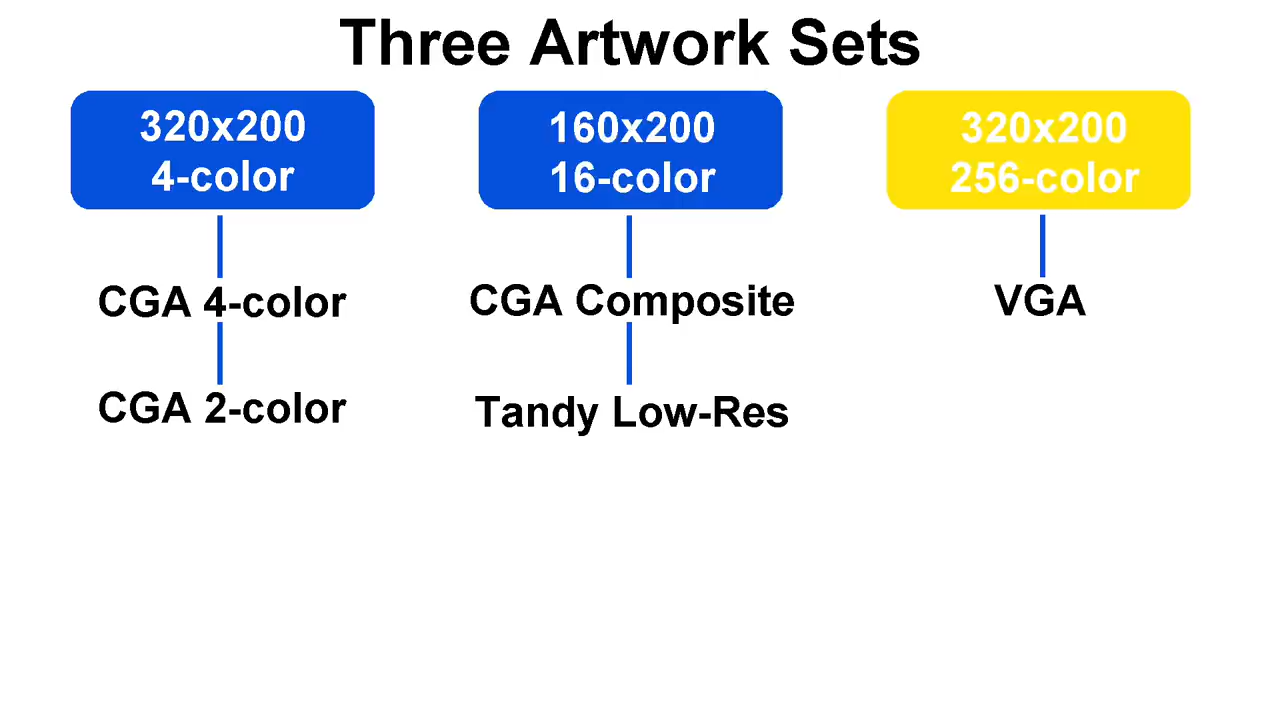 Three Artwork Sets
320x200
4-color
160x200
16-color
320x200
256-color
CGA 4-color
CGA Composite
VGA
CGA 2-color
Tandy Low-Res